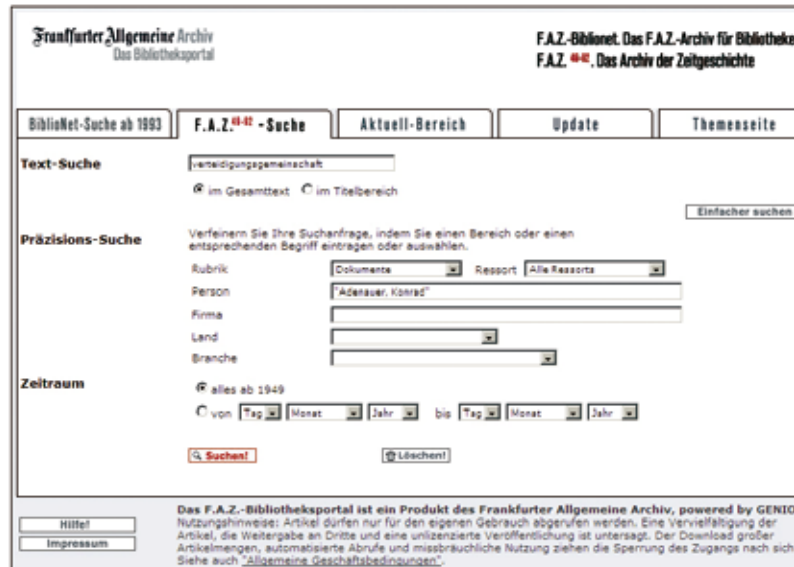 Frankfurter Allgemeine Archiv
Das Bibliotheksportal
F.A.Z.-Biblionet. Das F.A.Z.-Archiv für Bibliotheke
F.A.Z. 49-92. Das Archiv der Zeitgeschichte
BiblioNet-Suche ab 1993
F.A.Z.49-92 -Suche
Aktuell-Bereich
Update
Themenseite
Text-Suche
verteidigungsgemeinschaft
im Gesamttext im Titelbereich
Einfacher suchen
Präzisions-Suche
Verfeinern Sie Ihre Suchanfrage, indem Sie einen Bereich oder einen
entsprechenden Begriff eintragen oder auswählen.
Rubrik Dokumente Ressort Alle Ressorts
Person "Adenauer, Konrad"
Firma
Land
Branche
Zeitraum
alles ab 1949
von Tag Monat Jahr bis Tag Monat Jahr
Suchen!
Löschen!
Hilfe!
Impressum
Das F.A.Z.-Bibliotheksportal ist ein Produkt des Frankfurter Allgemeine Archiv, powered by GENIO
Nutzungshinweise: Artikel dürfen nur für den eigenen Gebrauch abgerufen werden. Eine Vervielfältigung der
Artikel, die Weitergabe an Dritte und eine unlizenzierte Veröffentlichung ist untersagt. Der Download großer
Artikelmengen, automatisierte Abrufe und missbräuchliche Nutzung ziehen die Sperrung des Zugangs nach sich
Siehe auch "Allgemeine Geschäftsbedingungen".